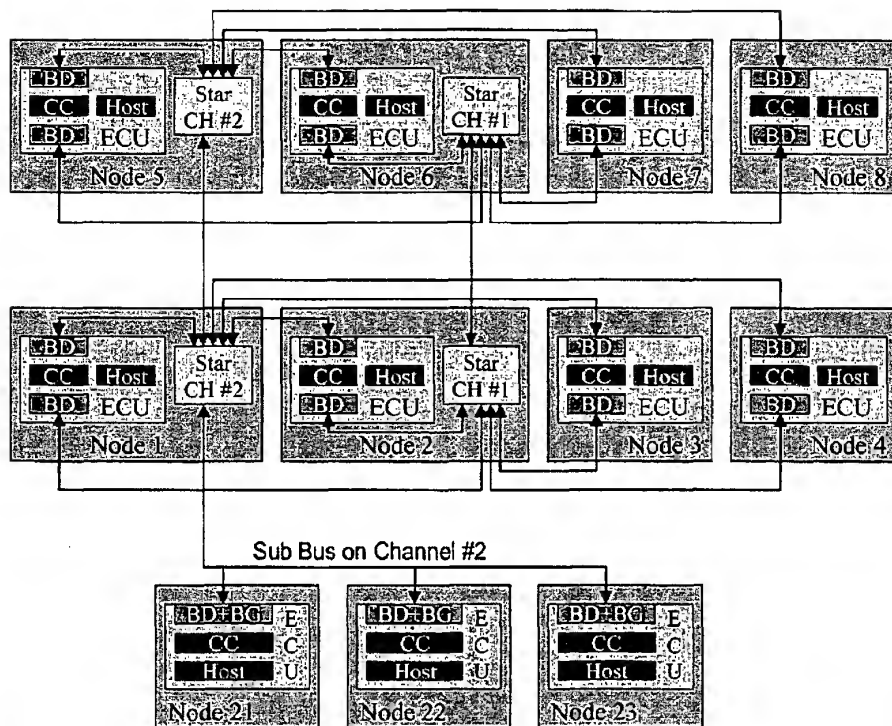 BD
CC Host
BD ECU
Node 5
Star
CH #2
BD
CC Host
BD ECU
Node 6
Star
CH #1
BD
CC Host
BD ECU
Node 7
BD
CC Host
BD ECU
Node 8
BD
CC Host
BD ECU
Node 1
Star
CH #2
BD
CC Host
BD ECU
Node 2
Star
CH #1
BD
CC Host
BD ECU
Node 3
BD
CC Host
BD ECU
Node 4
Sub Bus on Channel #2
BD+BG
CC
Host
E
C
U
Node 21
BD+BG
CC
Host
E
C
U
Node 22
BD+BG
CC
Host
E
C
U
Node 23